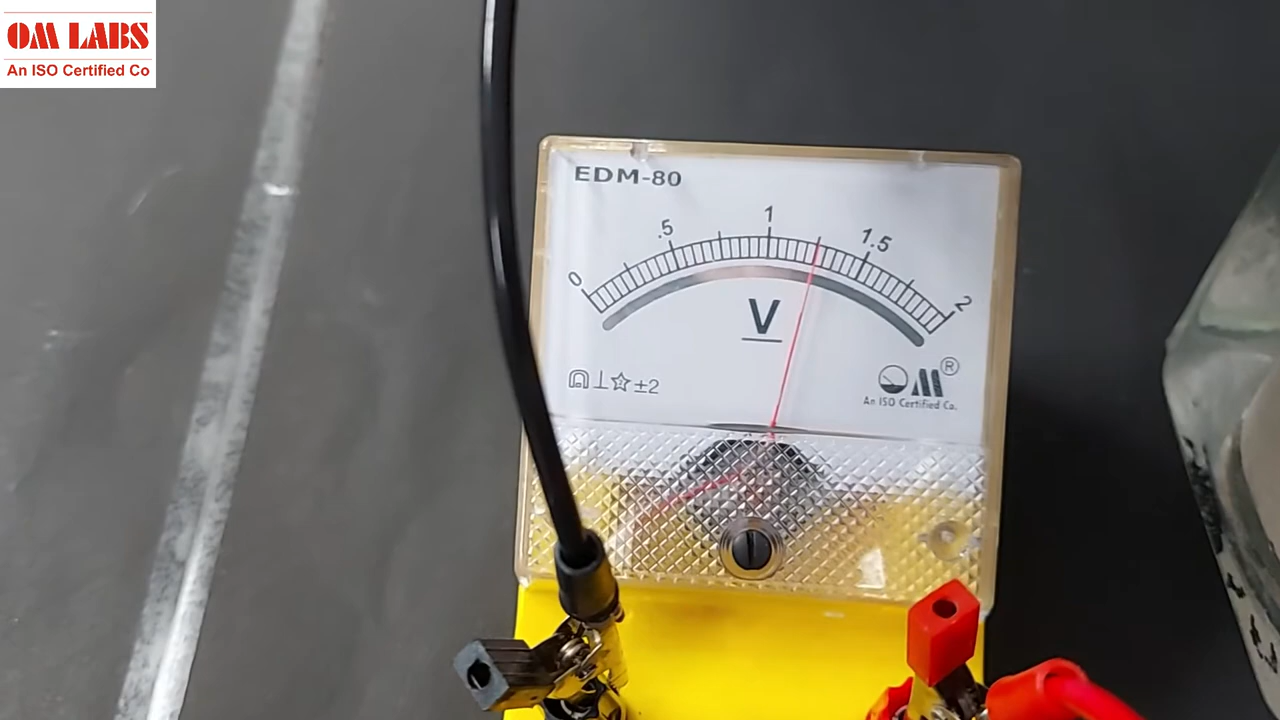 OM LABS
An ISO Certified Co
EDM-80
0 .5 1 1.5 2
V
±2
OM ®
An ISO Certified Co.